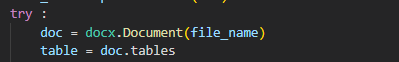 try :
    doc = docx.Document(file_name)
    table = doc.tables